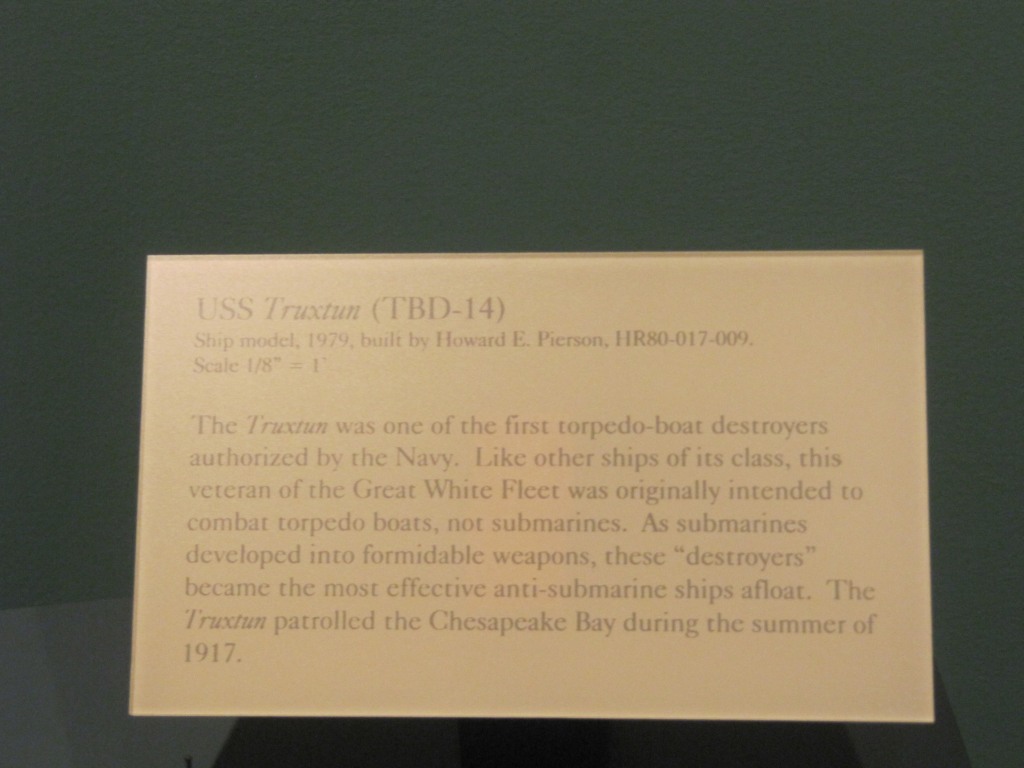 USS Truxtun (TBD-14)
Ship model, 1979, built by Howard E. Pierson, HR80-017-009.
Scale 1/8" = 1'
The Truxtun was one of the first torpedo-boat destroyers
authorized by the Navy. Like other ships of its class, this
veteran of the Great White Fleet was originally intended to
combat torpedo boats, not submarines. As submarines
developed into formidable weapons, these “destroyers”
became the most effective anti-submarine ships afloat. The
Truxtun patrolled the Chesapeake Bay during the summer of
1917.